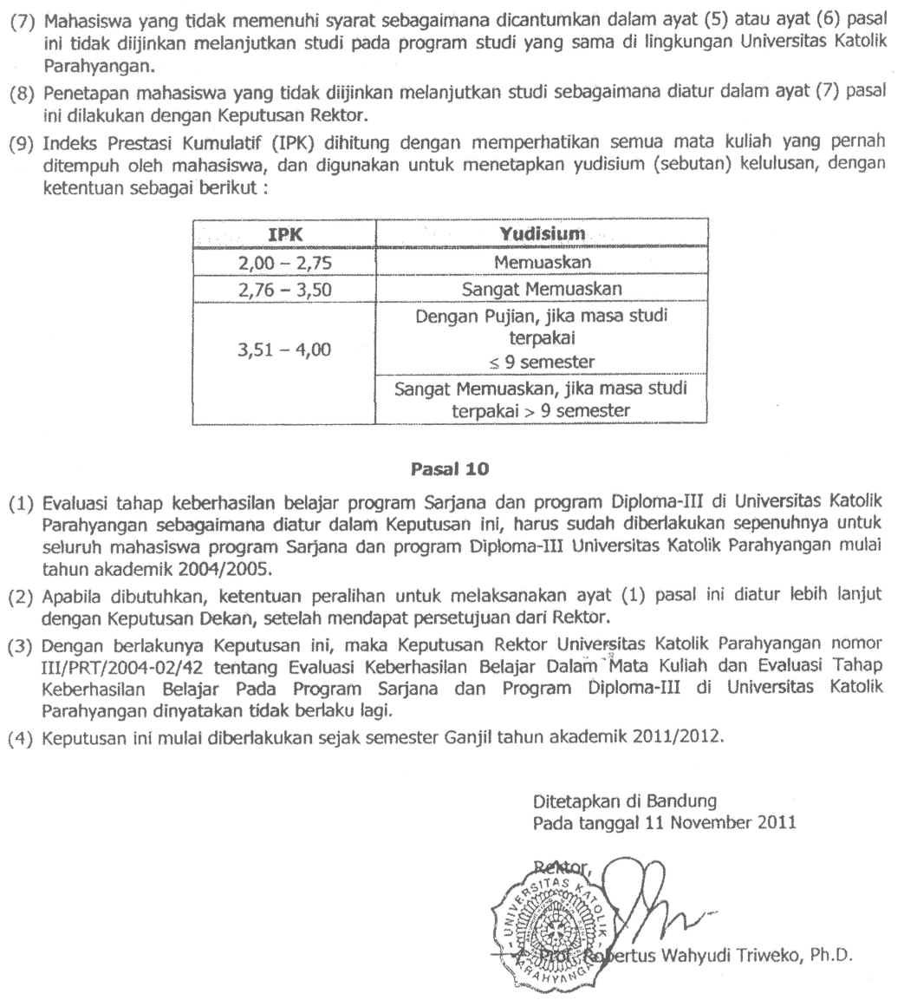 (7) Mahasiswa yang tidak memenuhi syarat sebagaimana dicantumkan dalam ayat (5) atau ayat (6) pasal
ini tidak diijinkan melanjutkan studi pada program studi yang sama di lingkungan Universitas Katolik
Parahyangan.
(8) Penetapan mahasiswa yang tidak diijinkan melanjutkan studi sebagaimana diatur dalam ayat (7) pasal
ini dilakukan dengan Keputusan Rektor.
(9) Indeks Prestasi Kumulatif (IPK) dihitung dengan memperhatikan semua mata kuliah yang pernah
ditempuh oleh mahasiswa, dan digunakan untuk menetapkan yudisium (sebutan) kelulusan, dengan
ketentuan sebagai berikut :
IPK Yudisium
2,00 – 2,75 Memuaskan
2,76 – 3,50 Sangat Memuaskan
3,51 – 4,00
Dengan Pujian, jika masa studi
terpakai
≤ 9 semester
Sangat Memuaskan, jika masa studi
terpakai > 9 semester
Pasal 10
(1) Evaluasi tahap keberhasilan belajar program Sarjana dan program Diploma-III di Universitas Katolik
Parahyangan sebagaimana diatur dalam Keputusan ini, harus sudah diberlakukan sepenuhnya untuk
seluruh mahasiswa program Sarjana dan program Diploma-III Universitas Katolik Parahyangan mulai
tahun akademik 2004/2005.
(2) Apabila dibutuhkan, ketentuan peralihan untuk melaksanakan ayat (1) pasal ini diatur lebih lanjut
dengan Keputusan Dekan, setelah mendapat persetujuan dari Rektor.
(3) Dengan berlakunya Keputusan ini, maka Keputusan Rektor Universitas Katolik Parahyangan nomor
III/PRT/2004-02/42 tentang Evaluasi Keberhasilan Belajar Dalam Mata Kuliah dan Evaluasi Tahap
Keberhasilan Belajar Pada Program Sarjana dan Program Diploma-III di Universitas Katolik
Parahyangan dinyatakan tidak berlaku lagi.
(4) Keputusan ini mulai diberlakukan sejak semester Ganjil tahun akademik 2011/2012.
Ditetapkan di Bandung
Pada tanggal 11 November 2011
Rektor,
UNIVERSITAS KATOLIK
PARAHYANGAN
Prof. Robertus Wahyudi Triweko, Ph.D.